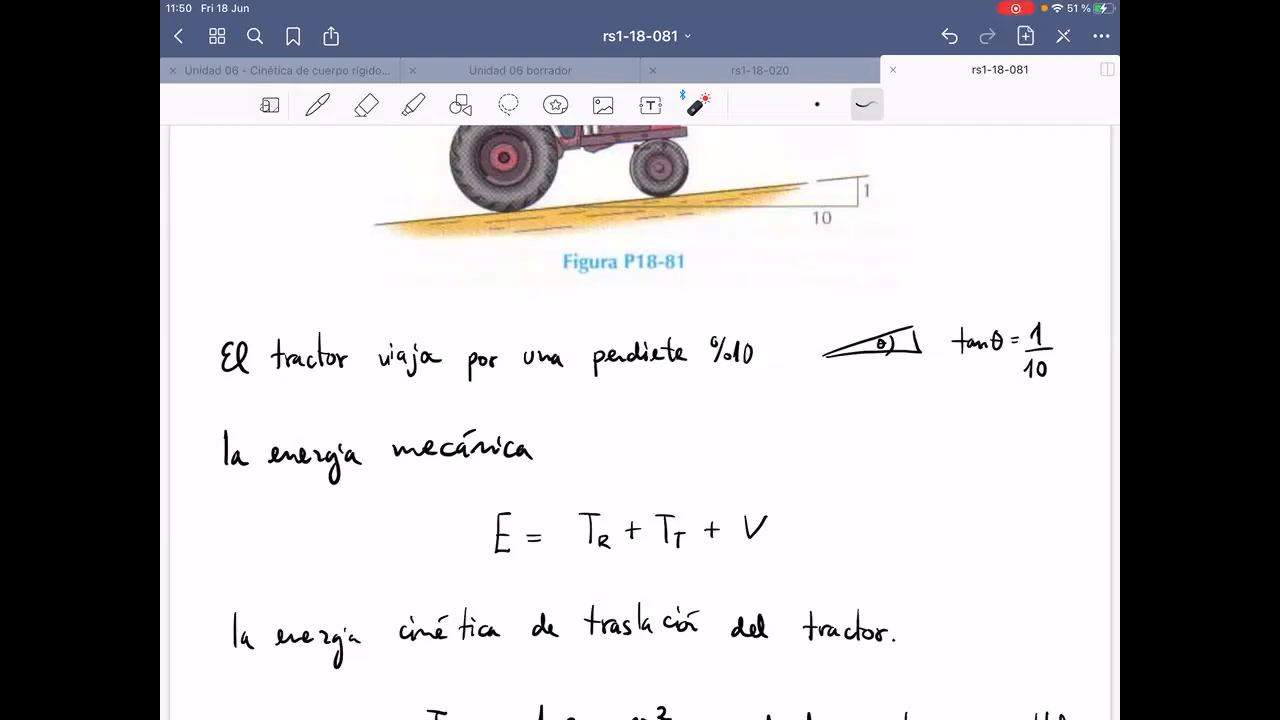 11:50 Fri 18 Jun
51 %
rs1-18-081
Unidad 06 - Cinética de cuerpo rígido...
Unidad 06 borrador
rs1-18-020
rs1-18-081
1
10
Figura P18-81
El tractor viaja por una pendiete %10
θ
tanθ = 1/10
la energía mecánica
E = T_R + T_T + V
la energía cinética de traslación del tractor.